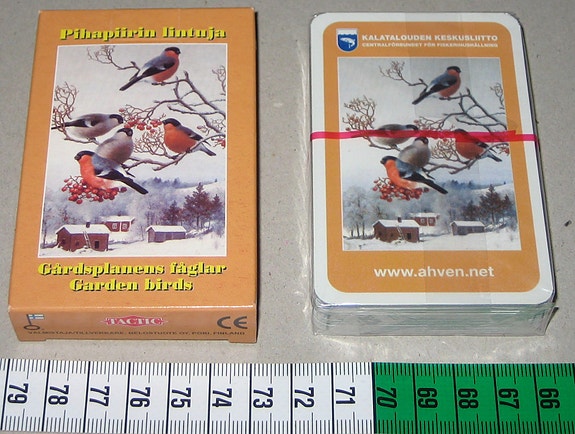 Pihapiirin lintuja
Gårdsplanens fåglar
Garden birds
TACTIC
CE
KALATALOUDEN KESKUSLIITTO
CENTRALFÖRBUNDET FÖR FISKERIHUSHÅLLNING
www.ahven.net
79 78 77 76 75 74 73 72 71 70 69 68 67 66